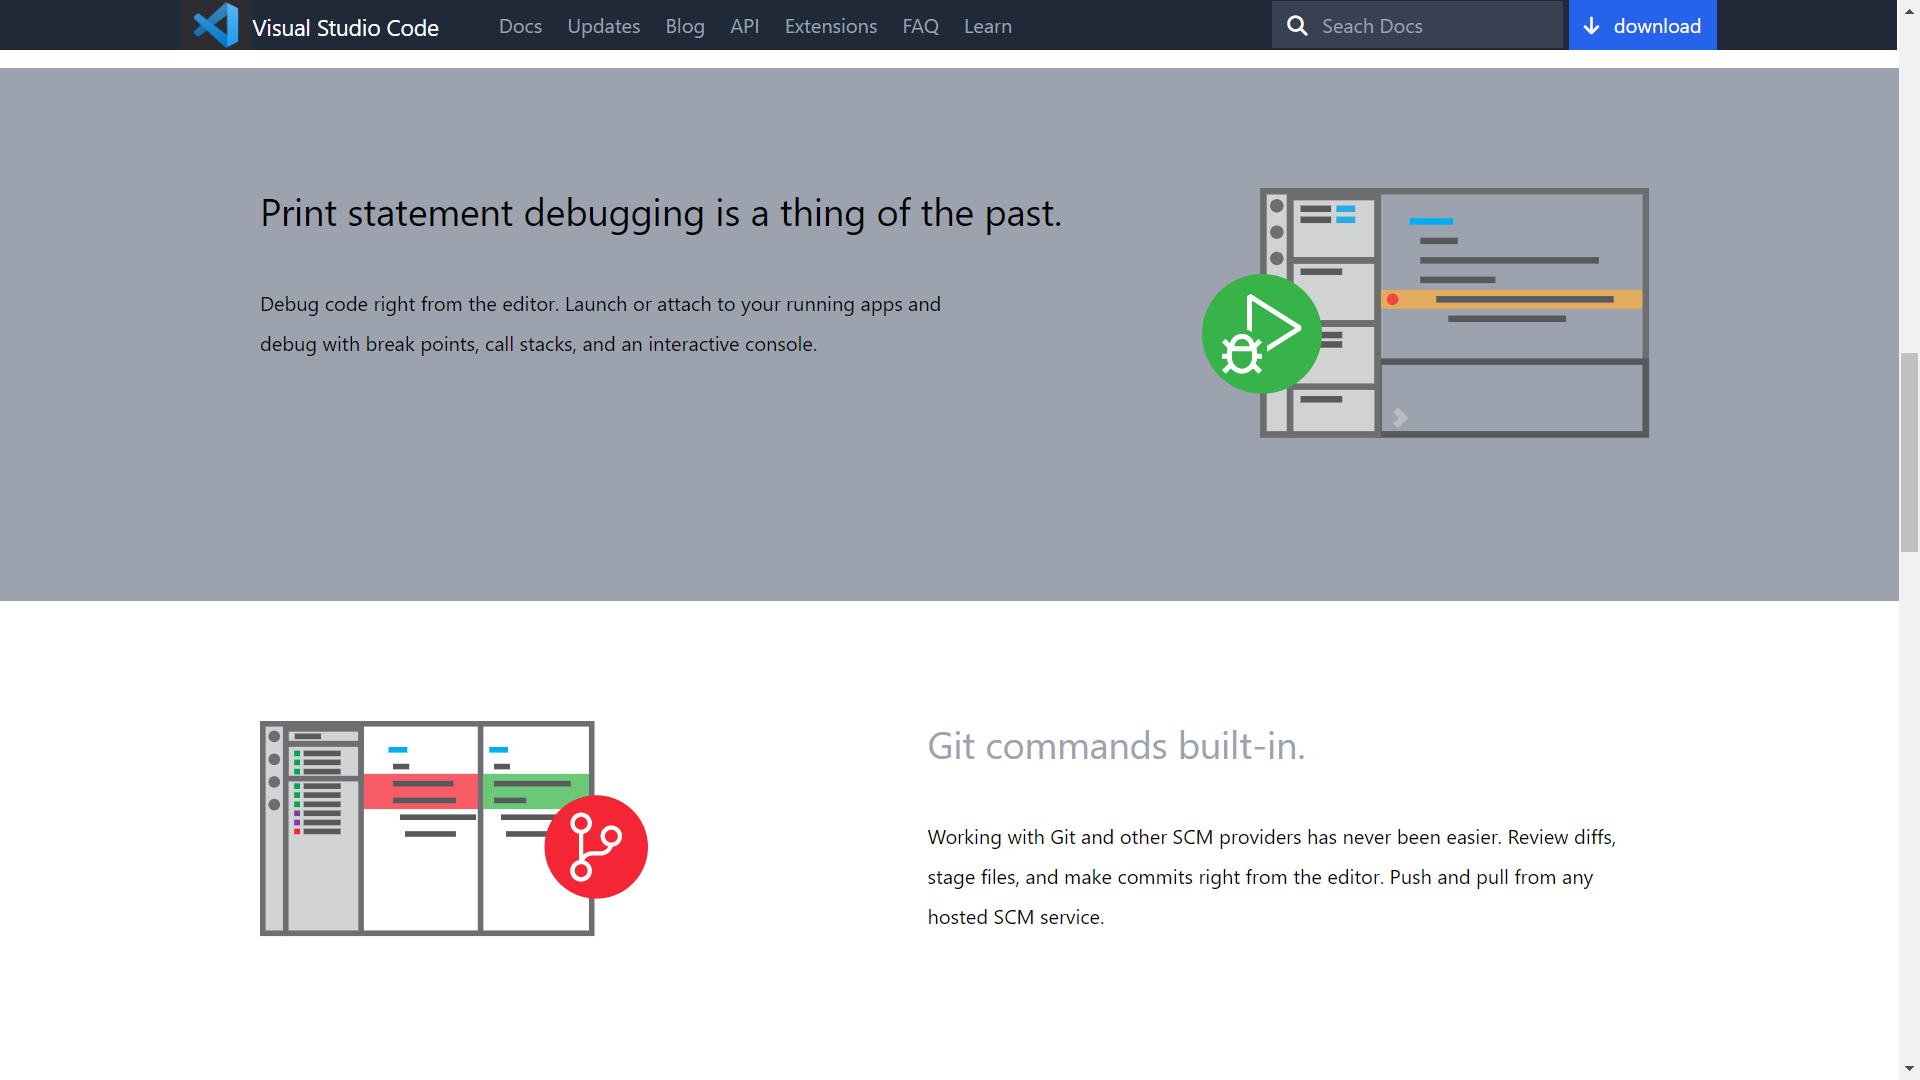 Visual Studio Code Docs Updates Blog API Extensions FAQ Learn Seach Docs download
Print statement debugging is a thing of the past.
Debug code right from the editor. Launch or attach to your running apps and
debug with break points, call stacks, and an interactive console.
Git commands built-in.
Working with Git and other SCM providers has never been easier. Review diffs,
stage files, and make commits right from the editor. Push and pull from any
hosted SCM service.